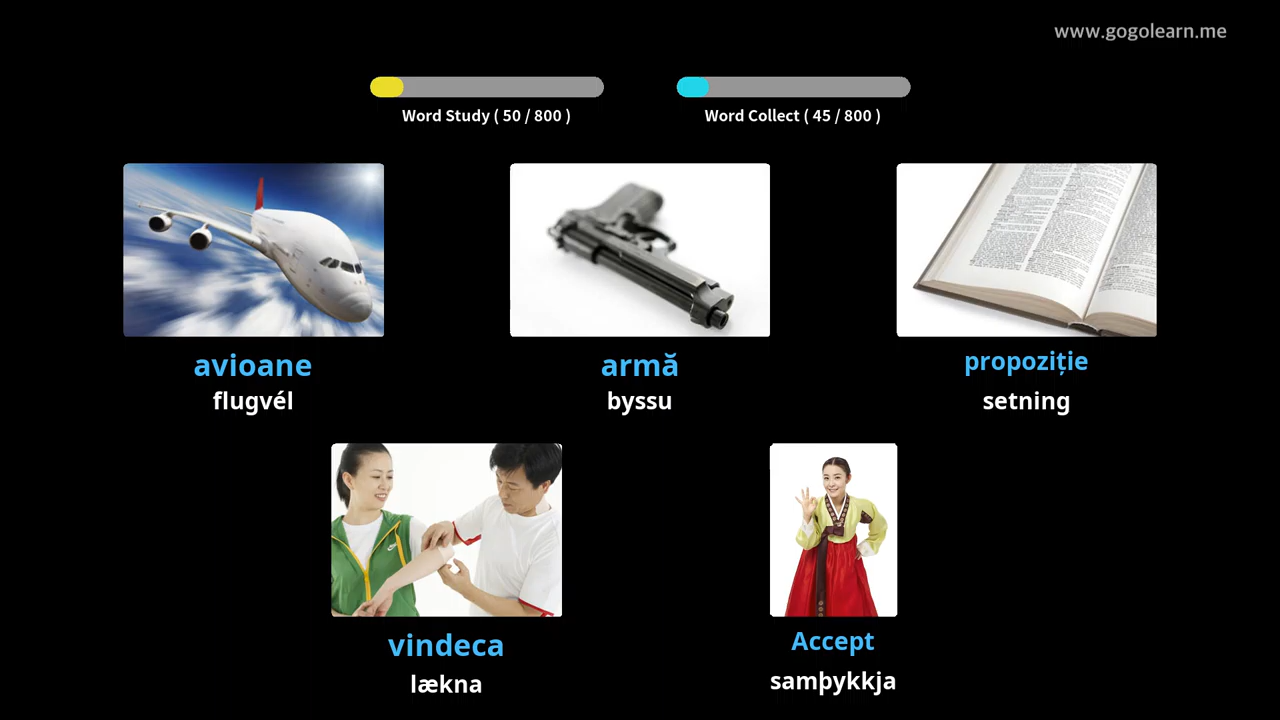 www.gogolearn.me
Word Study ( 50 / 800 )
Word Collect ( 45 / 800 )
avioane
flugvél
armă
byssu
propoziție
setning
vindeca
lækna
Accept
samþykkja